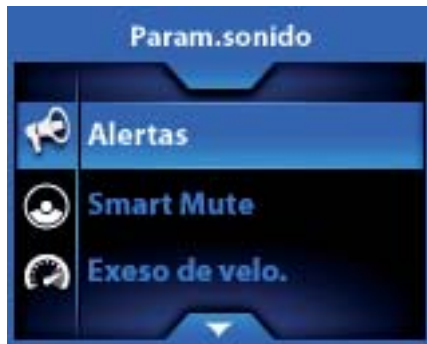 Param.sonido
Alertas
Smart Mute
Exeso de velo.